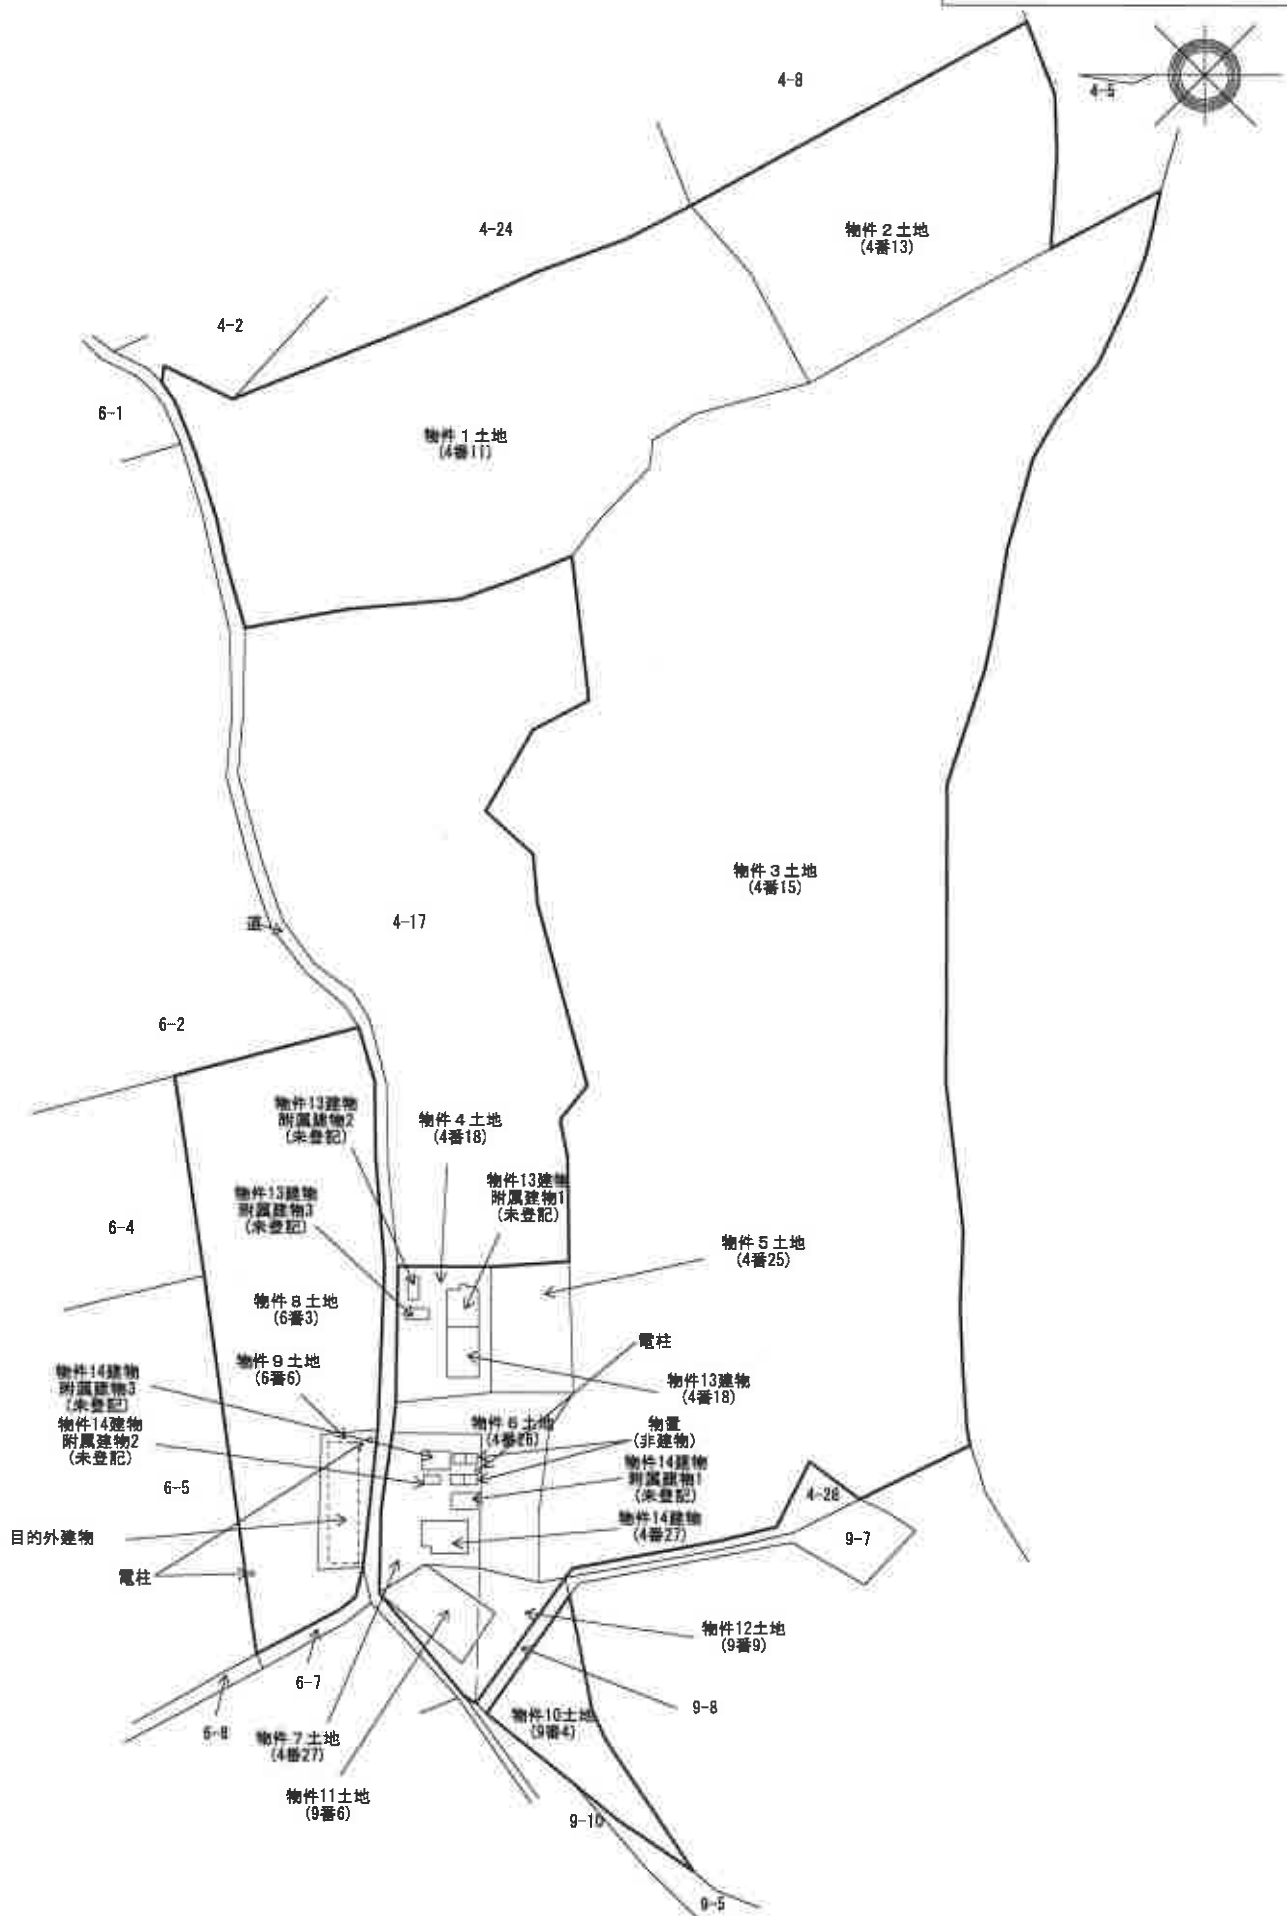 4-8
4-5
4-24
物件2土地
(4番13)
4-2
6-1
物件1土地
(4番11)
物件3土地
(4番15)
4-17
道
6-2
物件13建物
附属建物2
(未登記)
物件4土地
(4番18)
物件13建物
附属建物1
(未登記)
物件13建物
附属建物3
(未登記)
6-4
物件5土地
(4番25)
物件8土地
(6番3)
電柱
物件9土地
(6番6)
物件14建物
附属建物3
(未登記)
物件13建物
(4番18)
物件14建物
附属建物2
(未登記)
物件6土地
(4番26)
物置
(非建物)
物件14建物
附属建物1
(未登記)
6-5
4-28
物件14建物
(4番27)
目的外建物
9-7
電柱
物件12土地
(9番9)
6-7
9-8
物件10土地
(9番4)
6-8
物件7土地
(4番27)
物件11土地
(9番6)
9-10
9-5